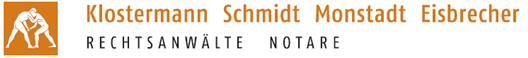 Klostermann Schmidt Monstadt Eisbrecher
RECHTSANWÄLTE NOTARE